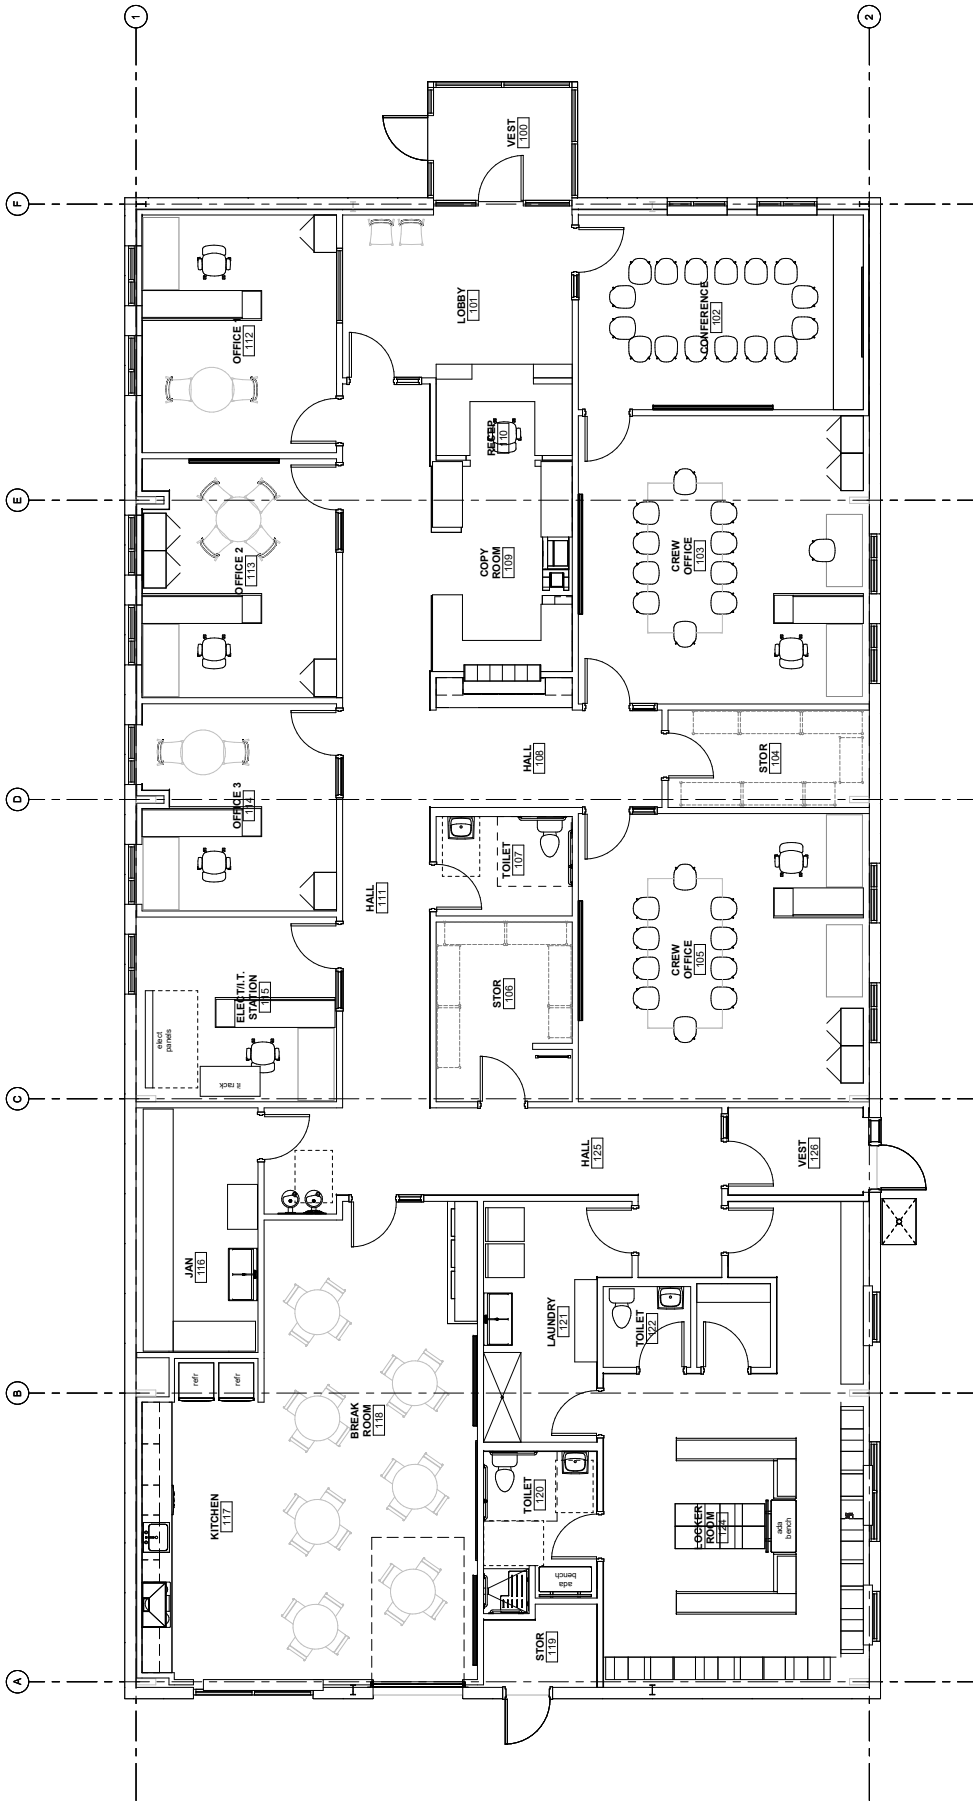 1
2
F
E
D
C
B
A
VEST
100
LOBBY
101
CONFERENCE
102
OFFICE 1
112
RECEP
110
OFFICE 2
113
COPY
ROOM
109
CREW
OFFICE
103
OFFICE 3
114
HALL
108
STOR
104
HALL
111
TOILET
107
STOR
106
CREW
OFFICE
105
ELECT/I.T.
STATION
115
elect
panels
it rack
HALL
125
VEST
126
JAN
116
LAUNDRY
121
TOILET
122
refr
refr
BREAK
ROOM
118
KITCHEN
117
TOILET
120
ada
bench
LOCKER
ROOM
124
ada
bench
STOR
119